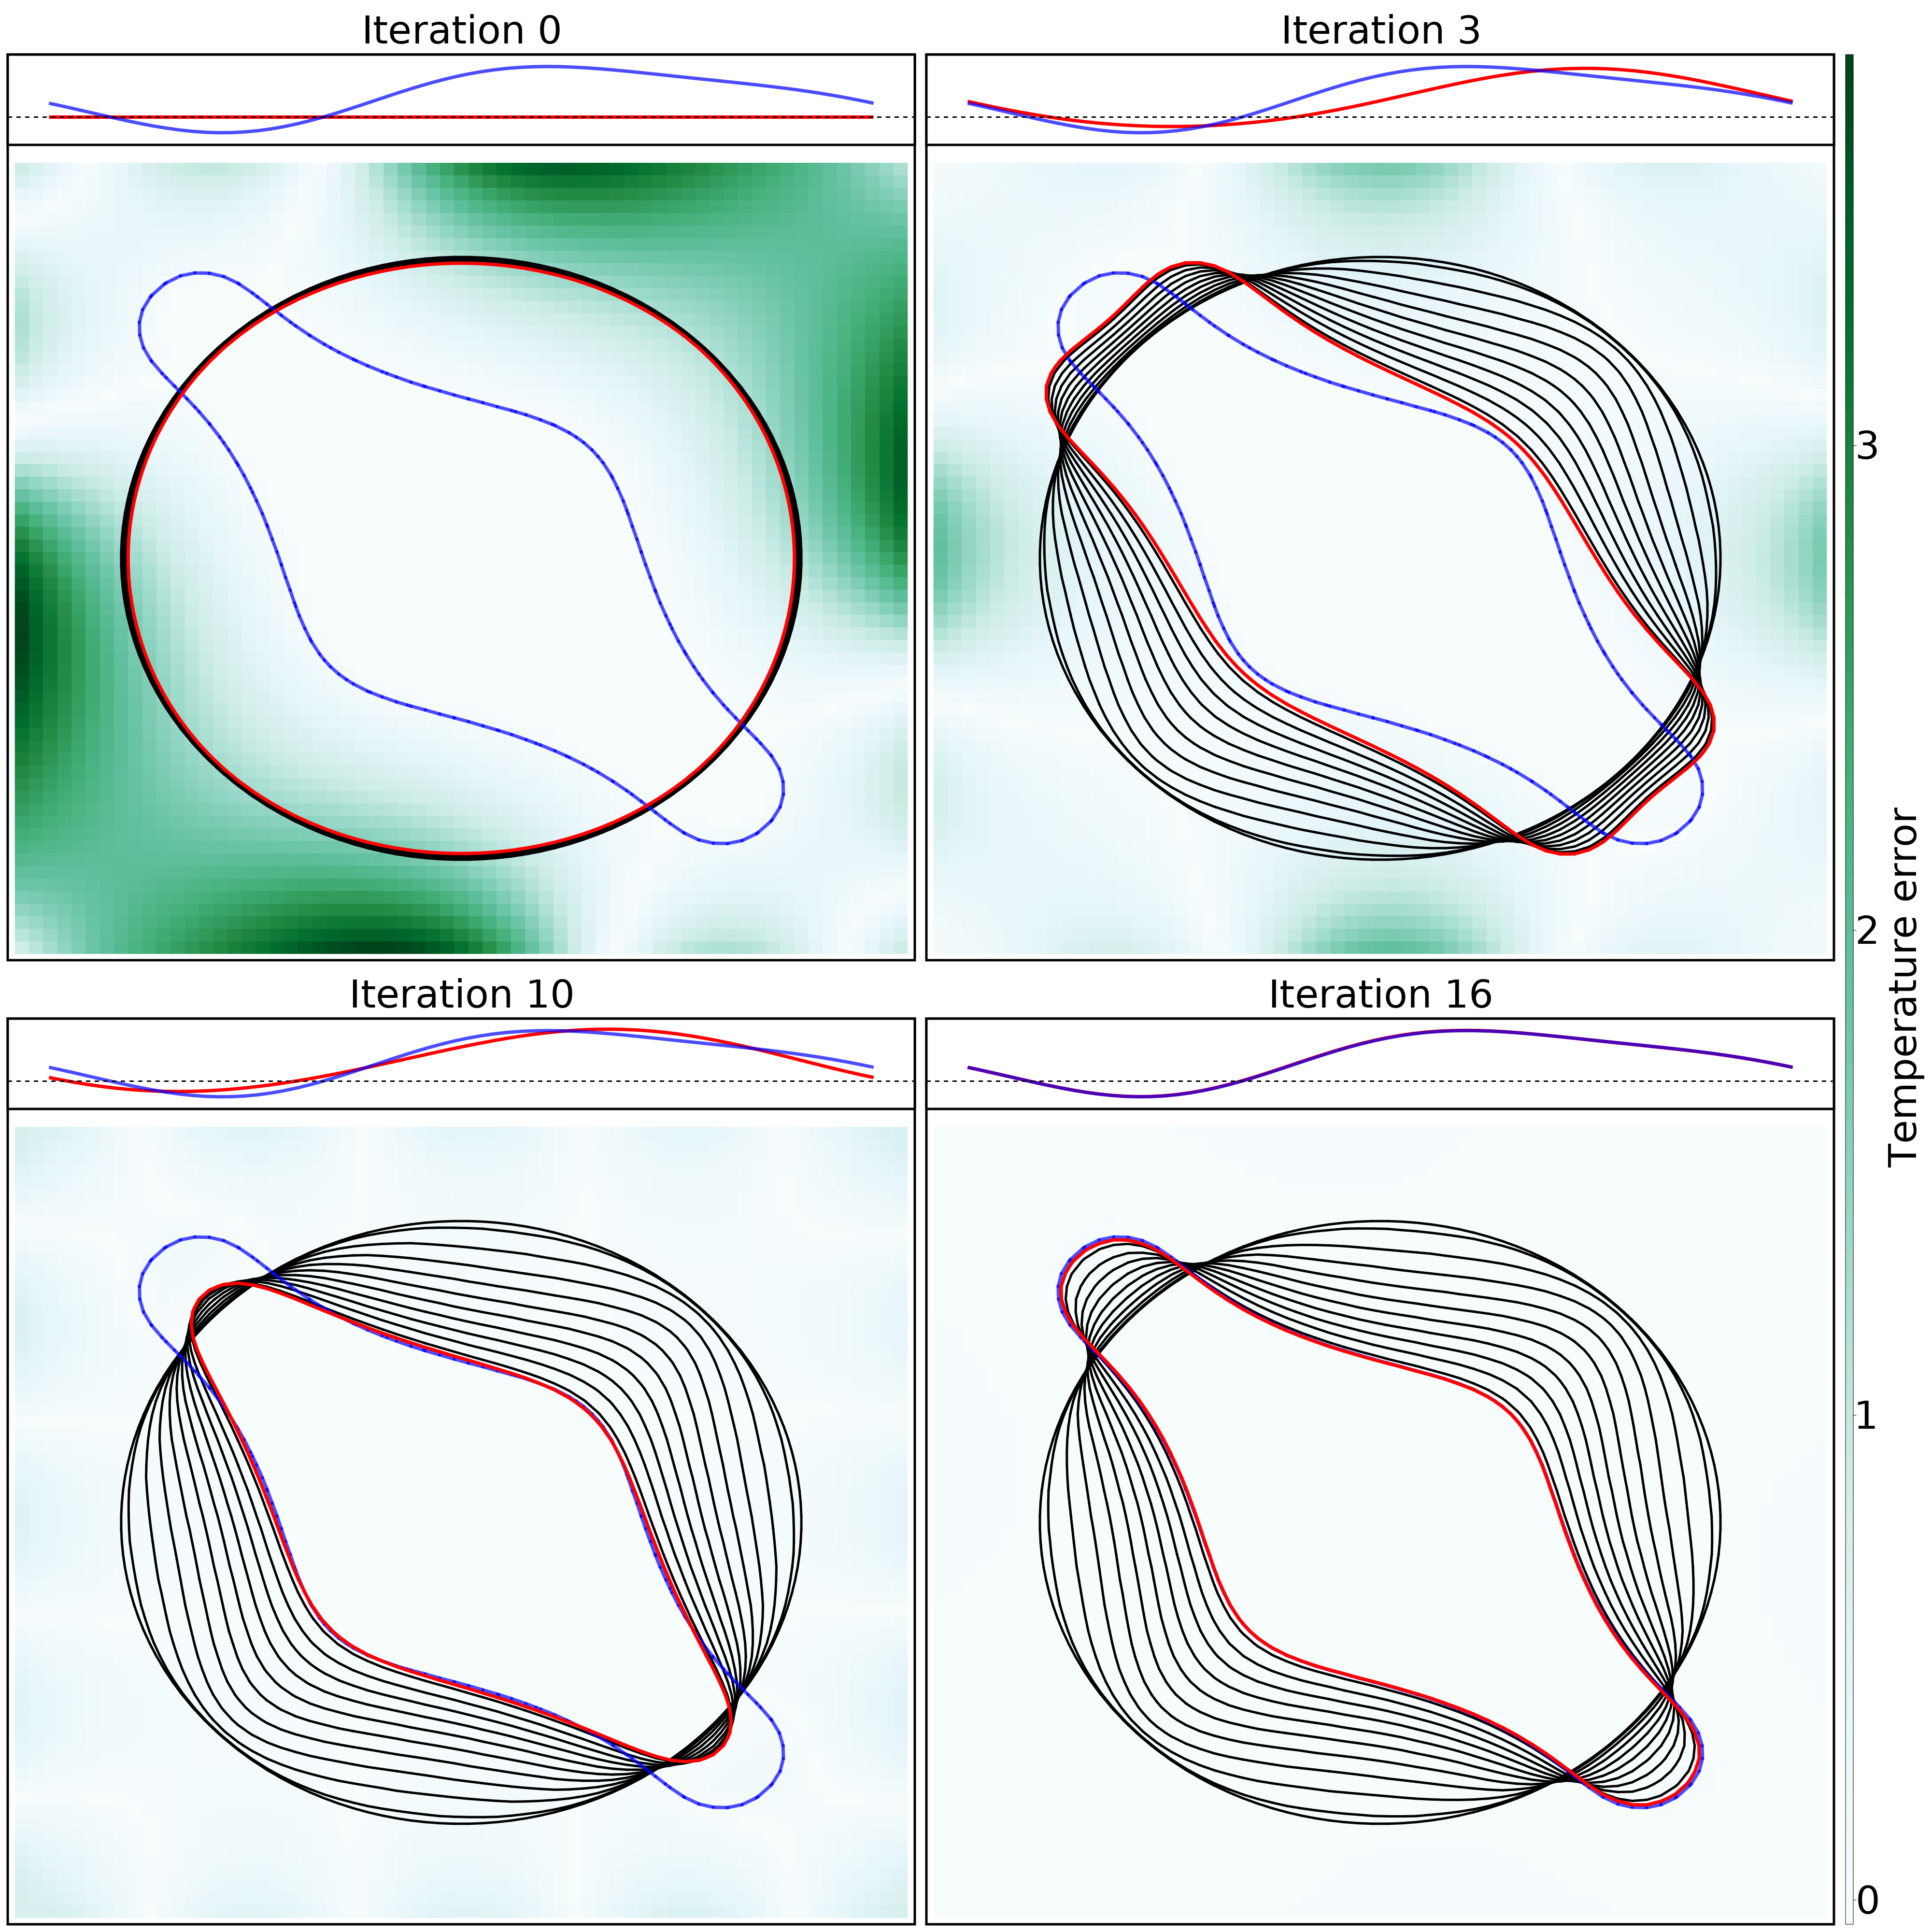 Iteration 0
Iteration 3
Iteration 10
Iteration 16
3
2
1
0
Temperature error